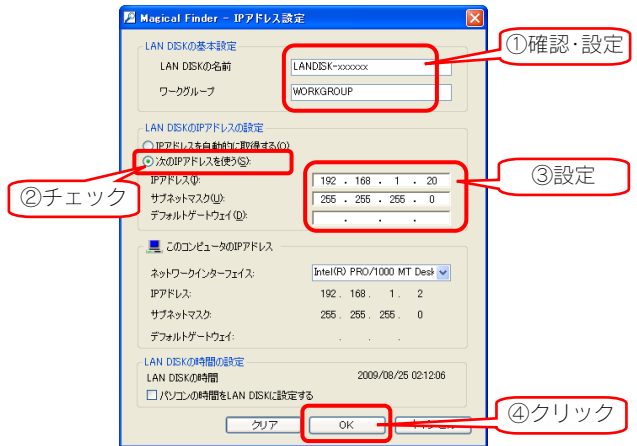 Magical Finder - IPアドレス設定
LAN DISKの基本設定
①確認・設定
LAN DISKの名前
LANDISK-xxxxxx
ワークグループ
WORKGROUP
LAN DISKのIPアドレスの設定
IPアドレスを自動的に取得する(O)
次のIPアドレスを使う(S):
②チェック
③設定
IPアドレス(I): 192 . 168 . 1 . 20
サブネットマスク(U): 255 . 255 . 255 . 0
デフォルトゲートウェイ(D): . . .
このコンピュータのIPアドレス
ネットワークインターフェイス: Intel(R) PRO/1000 MT Desk
IPアドレス: 192 . 168 . 1 . 2
サブネットマスク: 255 . 255 . 255 . 0
デフォルトゲートウェイ: . . .
LAN DISKの時間の設定
LAN DISKの時間 2009/08/25 02:12:06
パソコンの時間をLAN DISKに設定する
④クリック
クリア
OK